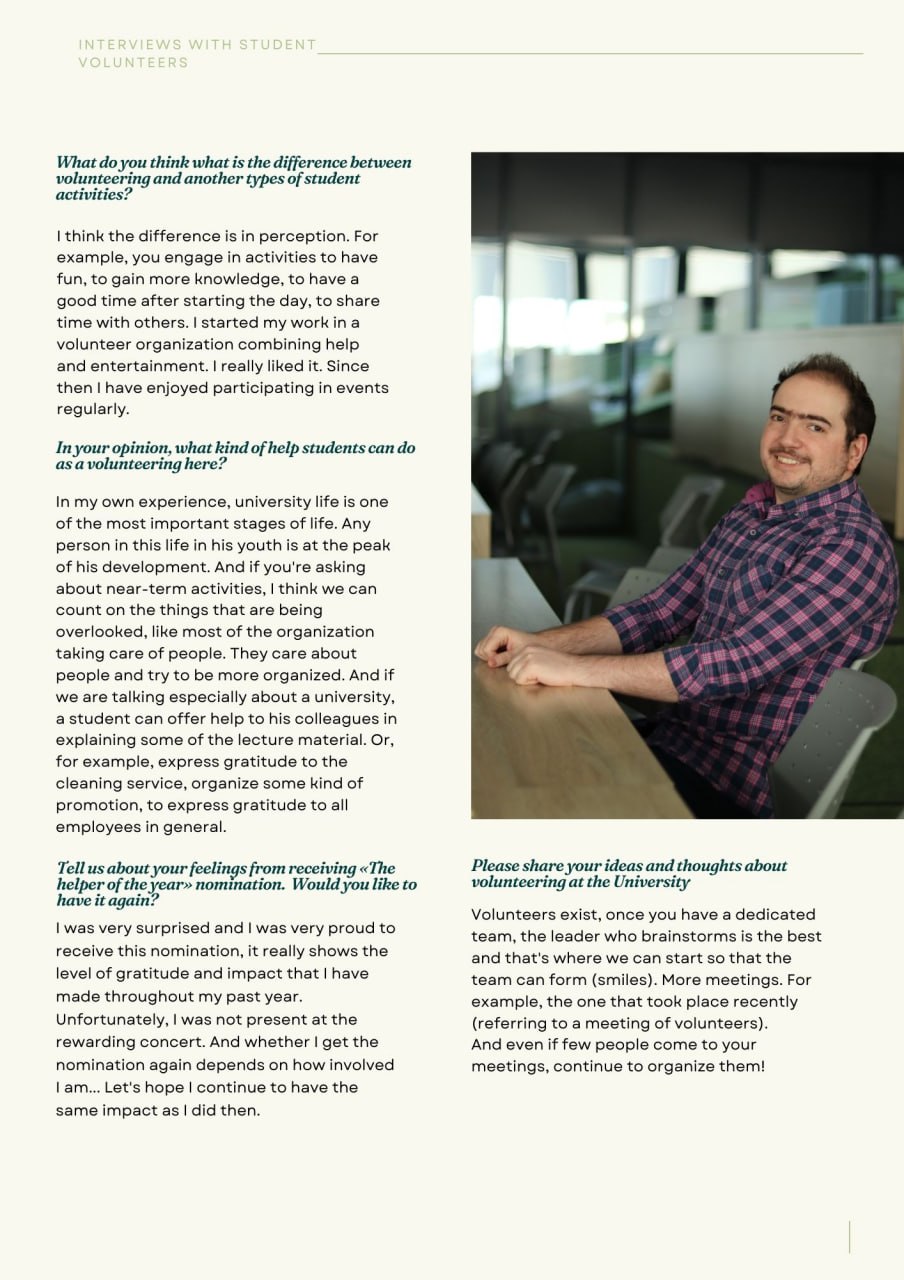 INTERVIEWS WITH STUDENT
VOLUNTEERS
What do you think what is the difference between
volunteering and another types of student
activities?
I think the difference is in perception. For
example, you engage in activities to have
fun, to gain more knowledge, to have a
good time after starting the day, to share
time with others. I started my work in a
volunteer organization combining help
and entertainment. I really liked it. Since
then I have enjoyed participating in events
regularly.
In your opinion, what kind of help students can do
as a volunteering here?
In my own experience, university life is one
of the most important stages of life. Any
person in this life in his youth is at the peak
of his development. And if you're asking
about near-term activities, I think we can
count on the things that are being
overlooked, like most of the organization
taking care of people. They care about
people and try to be more organized. And if
we are talking especially about a university,
a student can offer help to his colleagues in
explaining some of the lecture material. Or,
for example, express gratitude to the
cleaning service, organize some kind of
promotion, to express gratitude to all
employees in general.
Tell us about your feelings from receiving «The
helper of the year» nomination.  Would you like to
have it again?
I was very surprised and I was very proud to
receive this nomination, it really shows the
level of gratitude and impact that I have
made throughout my past year.
Unfortunately, I was not present at the
rewarding concert. And whether I get the
nomination again depends on how involved
I am... Let's hope I continue to have the
same impact as I did then.
Please share your ideas and thoughts about
volunteering at the University
Volunteers exist, once you have a dedicated
team, the leader who brainstorms is the best
and that's where we can start so that the
team can form (smiles). More meetings. For
example, the one that took place recently
(referring to a meeting of volunteers).
And even if few people come to your
meetings, continue to organize them!